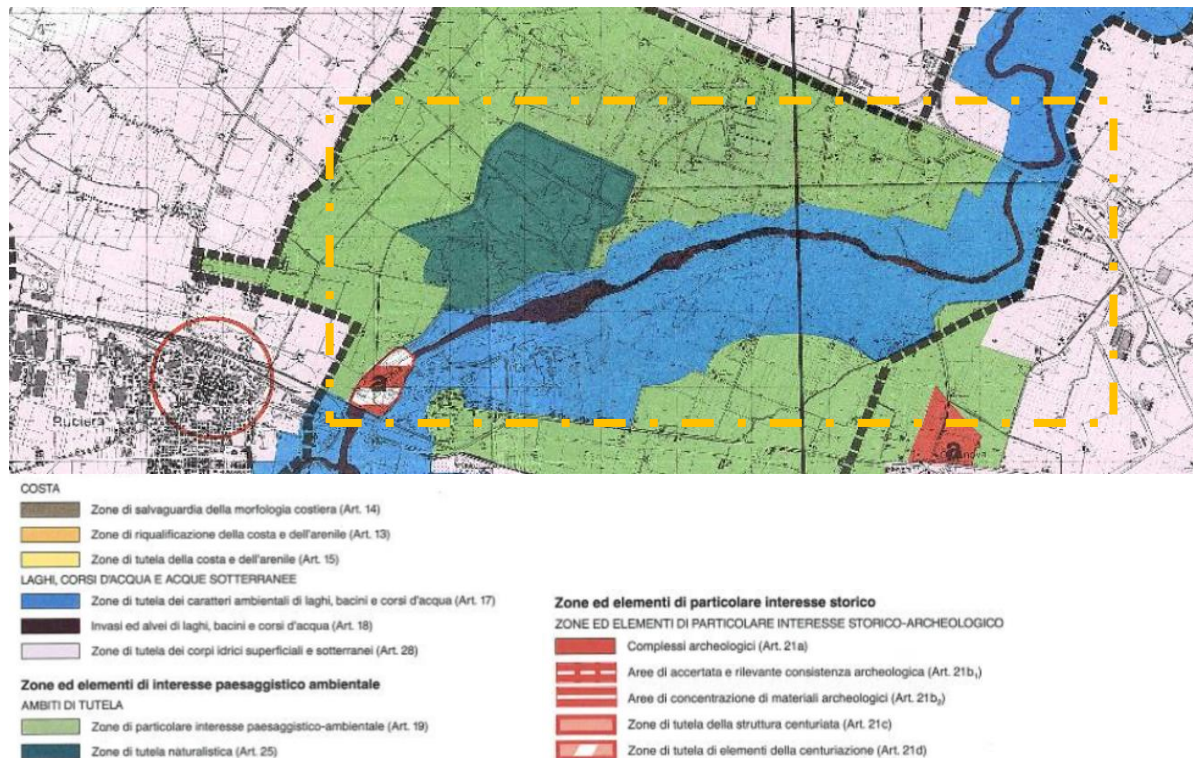 a
Rubiera
a
COSTA
Zone di salvaguardia della morfologia costiera (Art. 14)
Zone di riqualificazione della costa e dell'arenile (Art. 13)
Zone di tutela della costa e dell'arenile (Art. 15)
LAGHI, CORSI D'ACQUA E ACQUE SOTTERRANEE
Zone di tutela dei caratteri ambientali di laghi, bacini e corsi d'acqua (Art. 17)
Invasi ed alvei di laghi, bacini e corsi d'acqua (Art. 18)
Zone di tutela dei corpi idrici superficiali e sotterranei (Art. 28)
Zone ed elementi di interesse paesaggistico ambientale
AMBITI DI TUTELA
Zone di particolare interesse paesaggistico-ambientale (Art. 19)
Zone di tutela naturalistica (Art. 25)
Zone ed elementi di particolare interesse storico
ZONE ED ELEMENTI DI PARTICOLARE INTERESSE STORICO-ARCHEOLOGICO
Complessi archeologici (Art. 21a)
Aree di accertata e rilevante consistenza archeologica (Art. 21b₁)
Aree di concentrazione di materiali archeologici (Art. 21b₂)
Zone di tutela della struttura centuriata (Art. 21c)
Zone di tutela di elementi della centuriazione (Art. 21d)